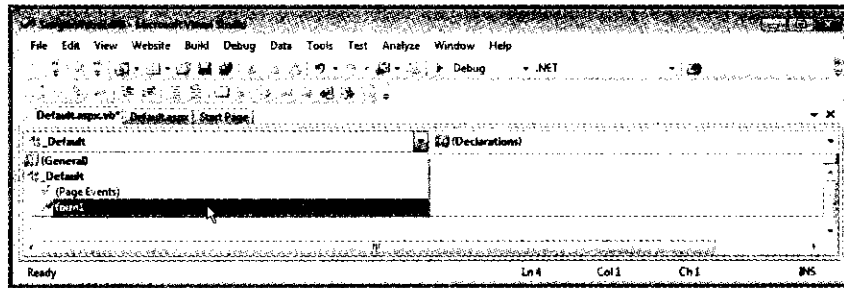 File Edit View Website Build Debug Data Tools Test Analyze Window Help
Debug .NET
Default.aspx.vb* Default.aspx Start Page
_Default (Declarations)
(General)
_Default
(Page Events)
form1
Ready Ln 4 Col 1 Ch 1 INS